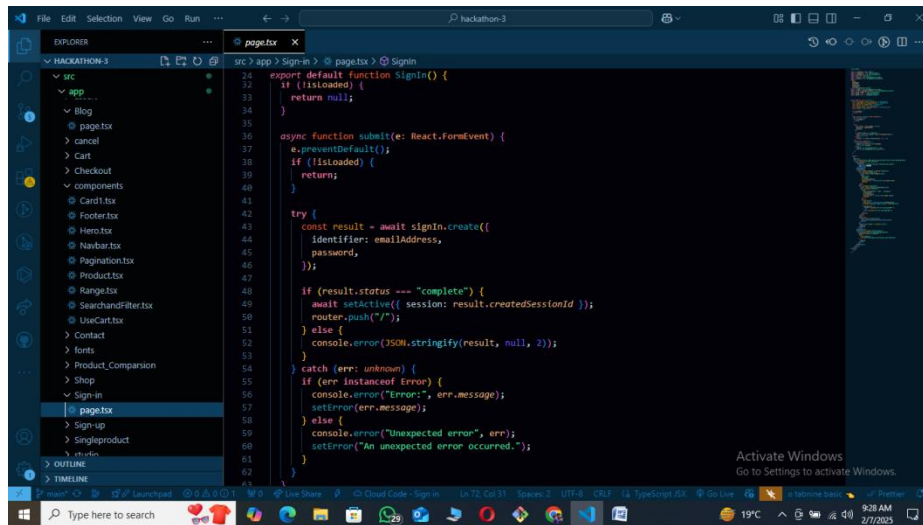 File Edit Selection View Go Run ···
hackathon-3
EXPLORER ···
page.tsx ×
HACKATHON-3
src > app > Sign-in > page.tsx > SignIn
src
app
Blog
page.tsx
cancel
Cart
Checkout
components
Card1.tsx
Footer.tsx
Hero.tsx
Navbar.tsx
Pagination.tsx
Product.tsx
Range.tsx
SearchandFilter.tsx
UseCart.tsx
Contact
fonts
Product_Comparsion
Shop
Sign-in
page.tsx
Sign-up
Singleproduct
studio
OUTLINE
TIMELINE
24 export default function SignIn() {
32 if (!isLoaded) {
33 return null;
34 }
35
36 async function submit(e: React.FormEvent) {
37 e.preventDefault();
38 if (!isLoaded) {
39 return;
40 }
41
42 try {
43 const result = await signIn.create({
44 identifier: emailAddress,
45 password,
46 });
47
48 if (result.status === "complete") {
49 await setActive({ session: result.createdSessionId });
50 router.push("/");
51 } else {
52 console.error(JSON.stringify(result, null, 2));
53 }
54 } catch (err: unknown) {
55 if (err instanceof Error) {
56 console.error("Error:", err.message);
57 setError(err.message);
58 } else {
59 console.error("Unexpected error", err);
60 setError("An unexpected error occurred.");
61 }
62 }
63 }
Activate Windows
Go to Settings to activate Windows.
main* Launchpad 0 0 1 0 Live Share Cloud Code - Sign in Ln 72, Col 31 Spaces: 2 UTF-8 CRLF TypeScript JSX Go Live tabnine basic Prettier
Type here to search
29
19°C
9:28 AM
2/7/2025